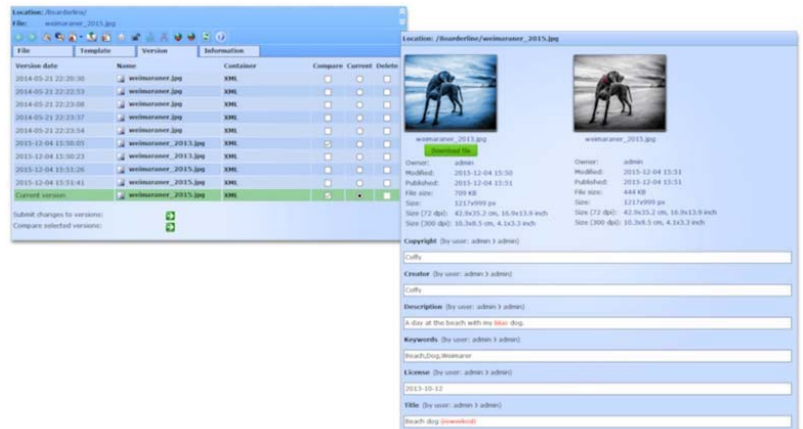 Location: /Boarderline/
File: weimaraner_2015.jpg
File Template Version Information
Version date Name Container Compare Current Delete
2014-05-21 22:20:30 weimaraner.jpg XML
2014-05-21 22:22:53 weimaraner.jpg XML
2014-05-21 22:23:08 weimaraner.jpg XML
2014-05-21 22:23:37 weimaraner.jpg XML
2014-05-21 22:23:54 weimaraner.jpg XML
2015-12-04 15:50:05 weimaraner_2013.jpg XML
2015-12-04 15:50:23 weimaraner_2015.jpg XML
2015-12-04 15:51:26 weimaraner_2015.jpg XML
2015-12-04 15:51:41 weimaraner_2015.jpg XML
Current version weimaraner_2015.jpg XML
Submit changes to versions:
Compare selected versions:
Location: /Boarderline/weimaraner_2015.jpg
weimaraner_2013.jpg weimaraner_2015.jpg
download file
Owner: admin Owner: admin
Modified: 2015-12-04 15:50 Modified: 2015-12-04 15:51
Published: 2015-12-04 15:51 Published: 2015-12-04 15:51
File size: 709 KB File size: 444 KB
Size: 1217x999 px Size: 1217x999 px
Size (72 dpi): 42.9x35.2 cm, 16.9x13.9 inch Size (72 dpi): 42.9x35.2 cm, 16.9x13.9 inch
Size (300 dpi): 10.3x8.5 cm, 4.1x3.3 inch Size (300 dpi): 10.3x8.5 cm, 4.1x3.3 inch
Copyright (by user: admin > admin)
Coffy
Creator (by user: admin > admin)
Coffy
Description (by user: admin > admin)
A day at the beach with my blue dog.
Keywords (by user: admin > admin)
Beach,Dog,Weimarer
License (by user: admin > admin)
2013-10-12
Title (by user: admin > admin)
Beach dog (reworked)